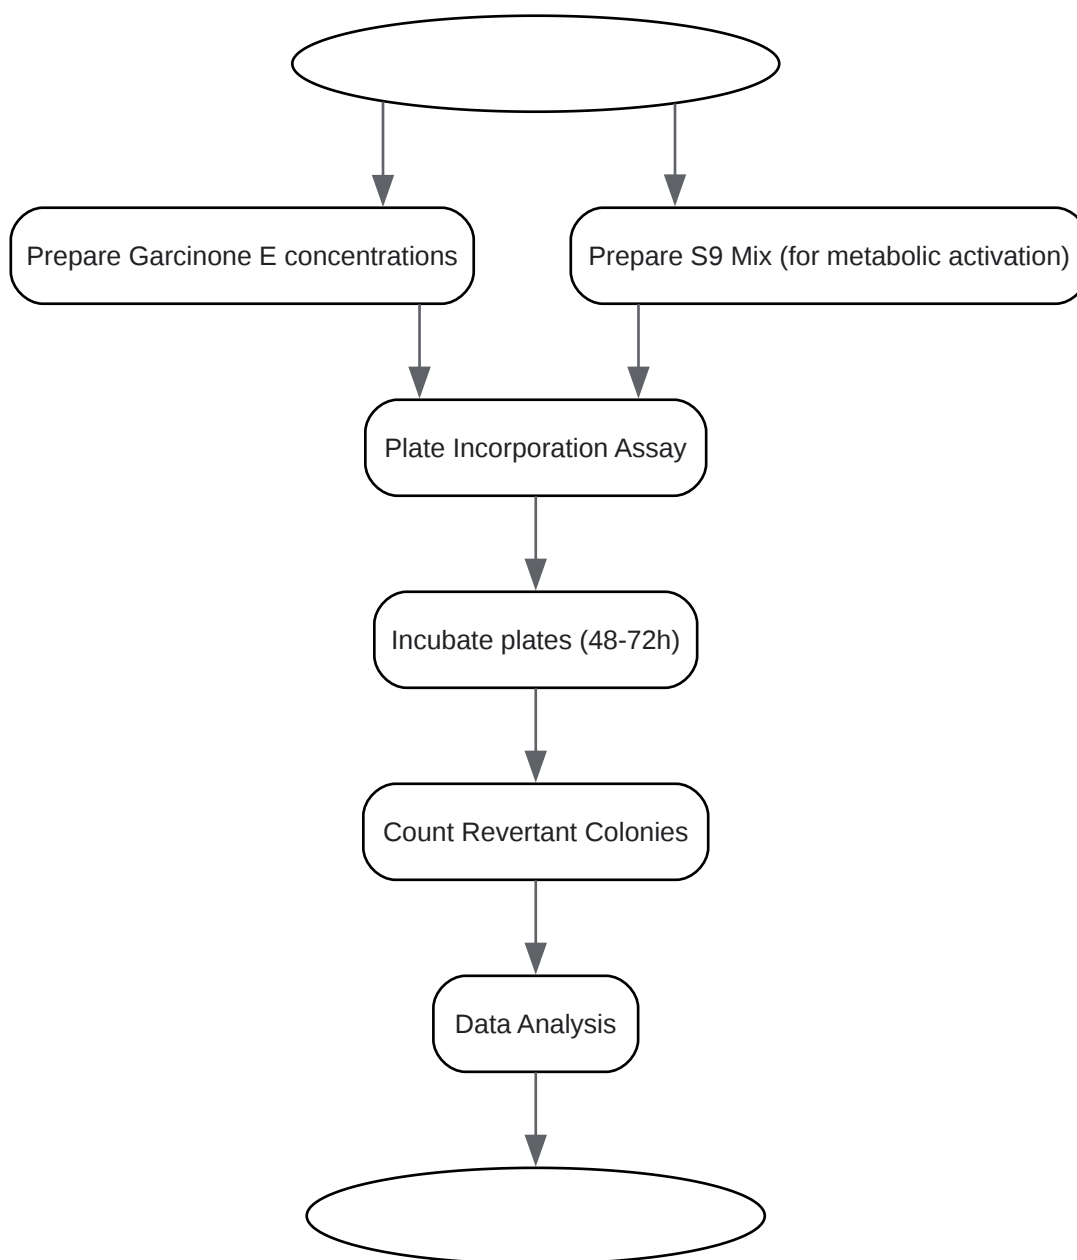 Prepare Garcinone E concentrations
Prepare S9 Mix (for metabolic activation)
Plate Incorporation Assay
Incubate plates (48-72h)
Count Revertant Colonies
Data Analysis